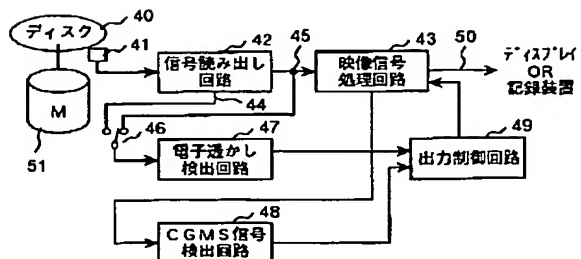 ディスク
40
41
42
信号読み出し
回路
44
45
43
映像信号
処理回路
50
ディスプレイ
OR
記録装置
M
51
46
47
電子透かし
検出回路
49
出力制御回路
48
CGMS信号
検出回路